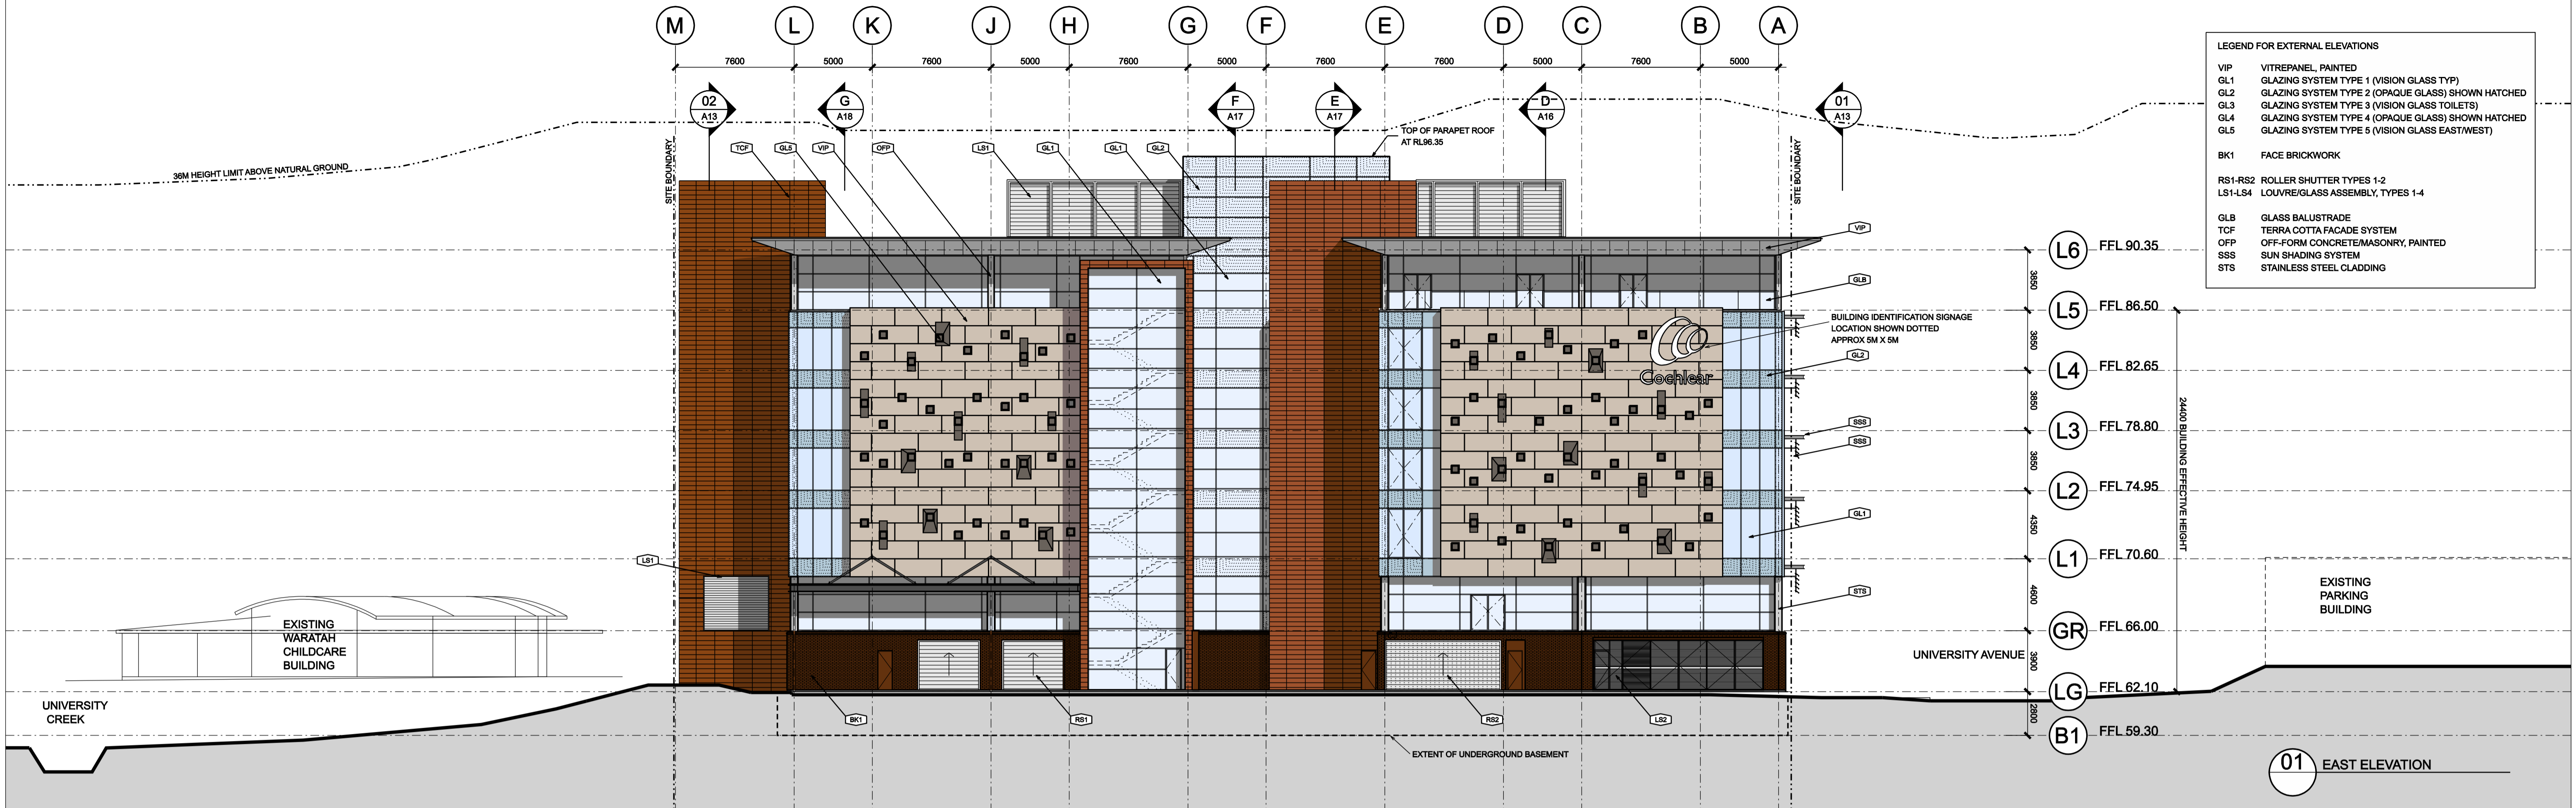 M L K J H G F E D C B A
7600 5000 7600 5000 7600 5000 7600 7600 5000 7600 5000
02 A13
G A18
F A17
E A17
D A16
01 A13
LEGEND FOR EXTERNAL ELEVATIONS
VIP VITREPANEL, PAINTED
GL1 GLAZING SYSTEM TYPE 1 (VISION GLASS TYP)
GL2 GLAZING SYSTEM TYPE 2 (OPAQUE GLASS) SHOWN HATCHED
GL3 GLAZING SYSTEM TYPE 3 (VISION GLASS TOILETS)
GL4 GLAZING SYSTEM TYPE 4 (OPAQUE GLASS) SHOWN HATCHED
GL5 GLAZING SYSTEM TYPE 5 (VISION GLASS EAST/WEST)
BK1 FACE BRICKWORK
RS1-RS2 ROLLER SHUTTER TYPES 1-2
LS1-LS4 LOUVRE/GLASS ASSEMBLY, TYPES 1-4
GLB GLASS BALUSTRADE
TCF TERRA COTTA FACADE SYSTEM
OFP OFF-FORM CONCRETE/MASONRY, PAINTED
SSS SUN SHADING SYSTEM
STS STAINLESS STEEL CLADDING
36M HEIGHT LIMIT ABOVE NATURAL GROUND
SITE BOUNDARY
TCF GL5 VIP OFP LS1 GL1 GL1 GL2
TOP OF PARAPET ROOF
AT RL96.35
SITE BOUNDARY
VIP
GLB
BUILDING IDENTIFICATION SIGNAGE
LOCATION SHOWN DOTTED
APPROX 5M X 5M
GL2
Cochlear
SSS
SSS
GL1
STS
LS1
L6 FFL 90.35
3850
L5 FFL 86.50
3850
L4 FFL 82.65
3850
L3 FFL 78.80
3850
L2 FFL 74.95
4350
L1 FFL 70.60
4600
GR FFL 66.00
3900
LG FFL 62.10
2800
B1 FFL 59.30
24400 BUILDING EFFECTIVE HEIGHT
EXISTING
PARKING
BUILDING
UNIVERSITY AVENUE
EXISTING
WARATAH
CHILDCARE
BUILDING
UNIVERSITY
CREEK
BK1 RS1 RS2 LS2
EXTENT OF UNDERGROUND BASEMENT
01 EAST ELEVATION